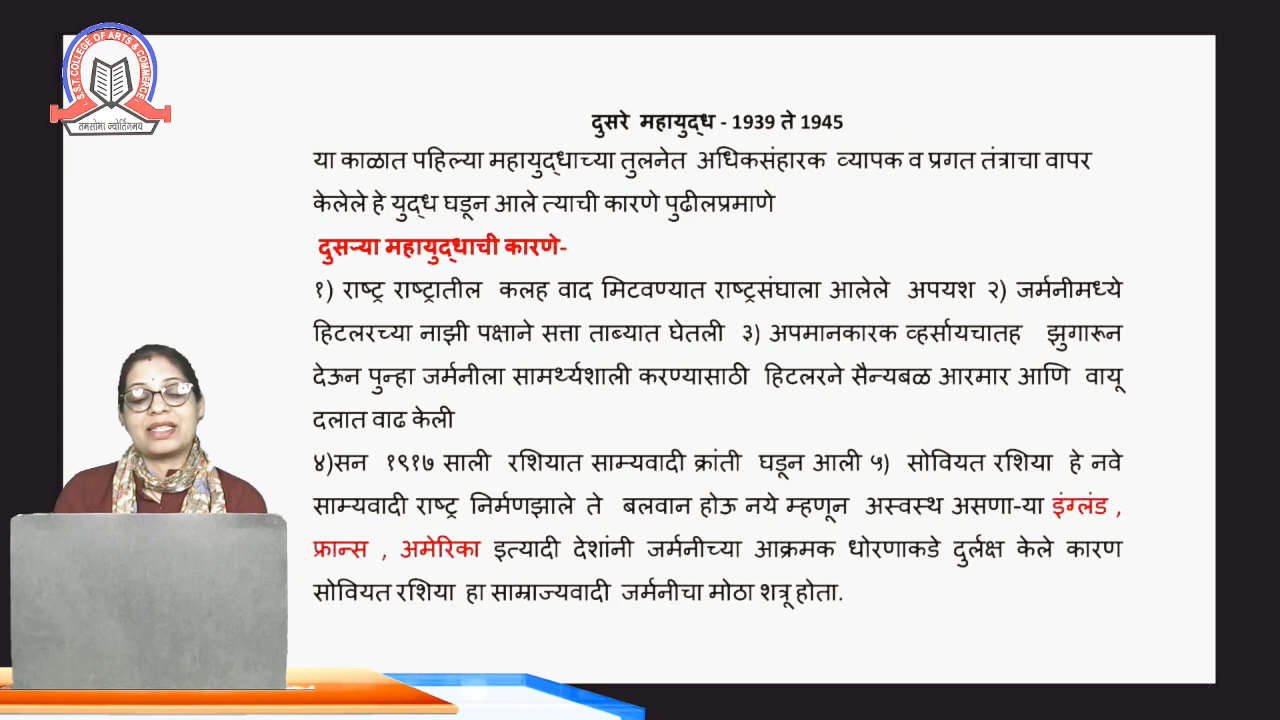 S.S.T. COLLEGE OF ARTS & COMMERCE
तमसोमा ज्योर्तिगमय
दुसरे महायुद्ध - 1939 ते 1945
या काळात पहिल्या महायुद्धाच्या तुलनेत अधिकसंहारक व्यापक व प्रगत तंत्राचा वापर
केलेले हे युद्ध घडून आले त्याची कारणे पुढीलप्रमाणे
दुसऱ्या महायुद्धाची कारणे-
१) राष्ट्र राष्ट्रातील कलह वाद मिटवण्यात राष्ट्रसंघाला आलेले अपयश २) जर्मनीमध्ये
हिटलरच्या नाझी पक्षाने सत्ता ताब्यात घेतली ३) अपमानकारक व्हर्सायचातह झुगारून
देऊन पुन्हा जर्मनीला सामर्थ्यशाली करण्यासाठी हिटलरने सैन्यबळ आरमार आणि वायू
दलात वाढ केली
४)सन १९१७ साली रशियात साम्यवादी क्रांती घडून आली ५) सोवियत रशिया हे नवे
साम्यवादी राष्ट्र निर्मणझाले ते बलवान होऊ नये म्हणून अस्वस्थ असणा-या इंग्लंड ,
फ्रान्स , अमेरिका इत्यादी देशांनी जर्मनीच्या आक्रमक धोरणाकडे दुर्लक्ष केले कारण
सोवियत रशिया हा साम्राज्यवादी जर्मनीचा मोठा शत्रू होता.